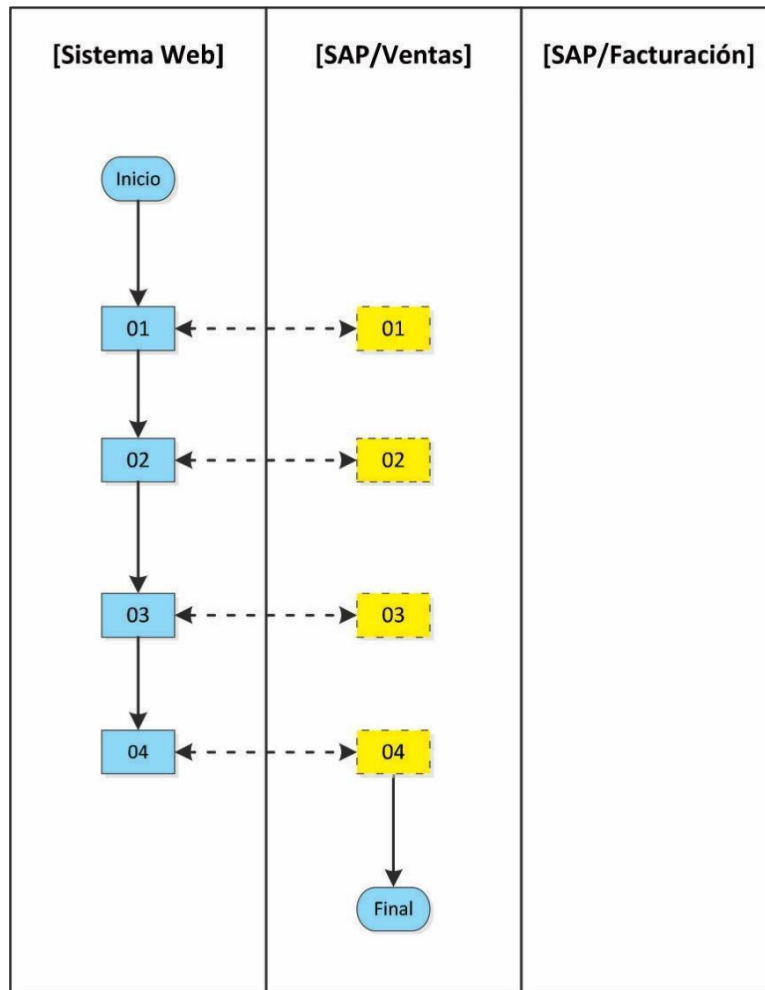 [Sistema Web] [SAP/Ventas] [SAP/Facturación]
Inicio
01 01
02 02
03 03
04 04
Final